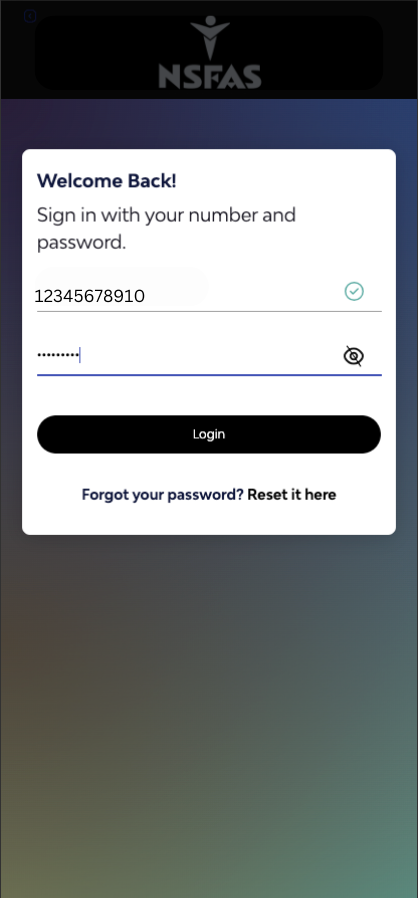 NSFAS
Welcome Back!
Sign in with your number and
password.
12345678910
•••••••••
Login
Forgot your password? Reset it here